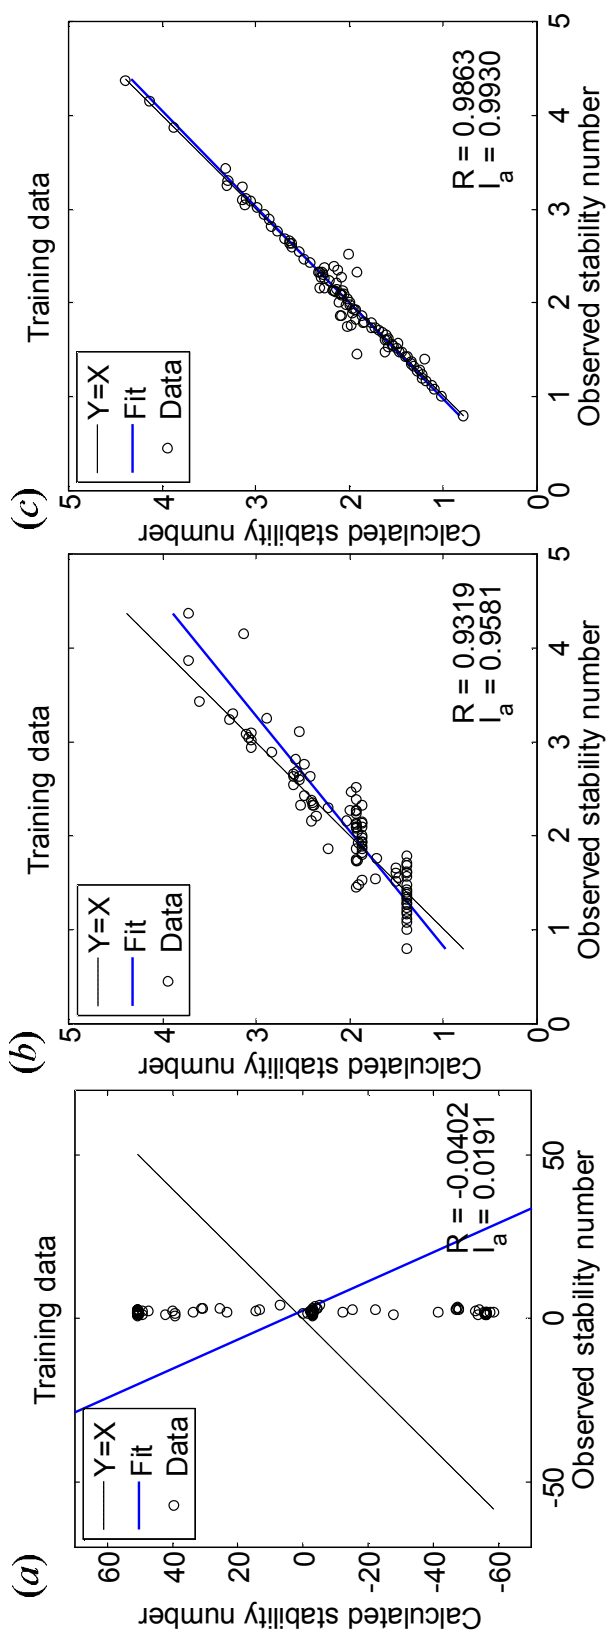 (a)
Training data
Y=X
Fit
Data
60
40
20
0
-20
-40
-60
Calculated stability number
-50
0
50
Observed stability number
R = -0.0402
I_a = 0.0191
(b)
Training data
Y=X
Fit
Data
5
4
3
2
1
0
Calculated stability number
0
1
2
3
4
5
Observed stability number
R = 0.9319
I_a = 0.9581
(c)
Training data
Y=X
Fit
Data
5
4
3
2
1
0
Calculated stability number
0
1
2
3
4
5
Observed stability number
R = 0.9863
I_a = 0.9930